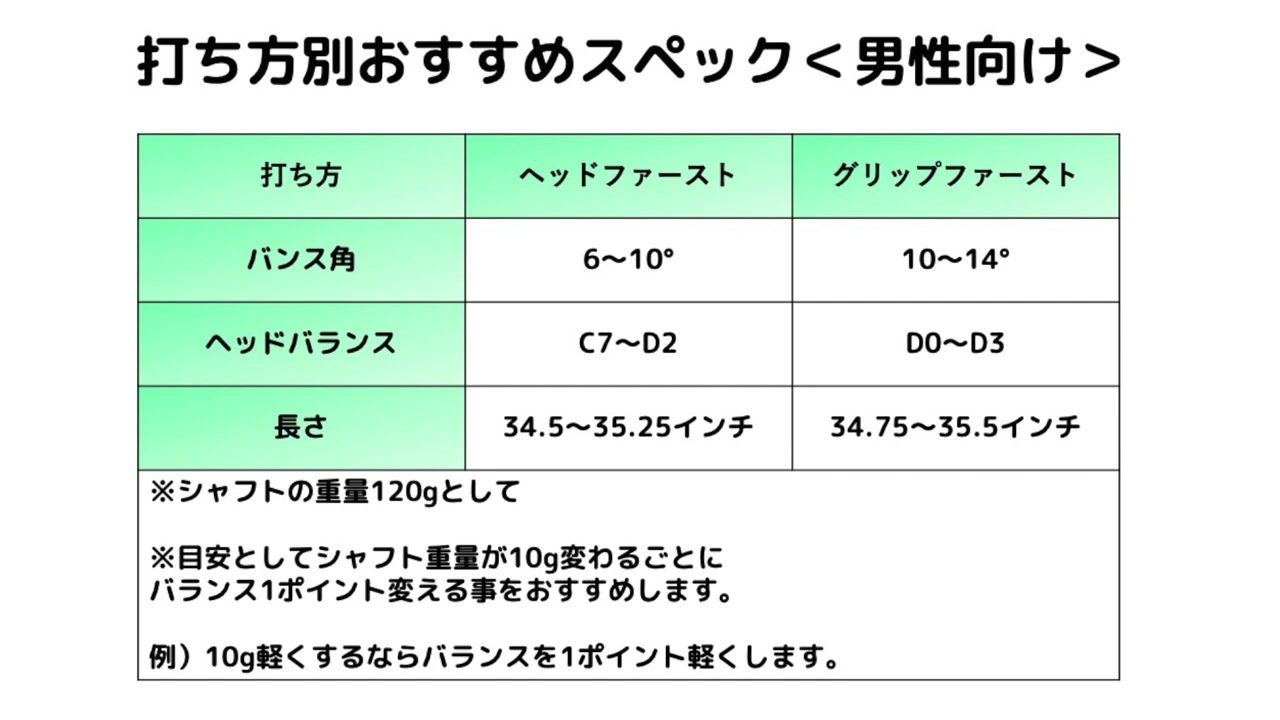 打ち方別おすすめスペック＜男性向け＞
打ち方 ヘッドファースト グリップファースト
バンス角 6～10° 10～14°
ヘッドバランス C7～D2 D0～D3
長さ 34.5～35.25インチ 34.75～35.5インチ
※シャフトの重量120gとして
※目安としてシャフト重量が10g変わるごとに
バランス1ポイント変える事をおすすめします。
例）10g軽くするならバランスを1ポイント軽くします。